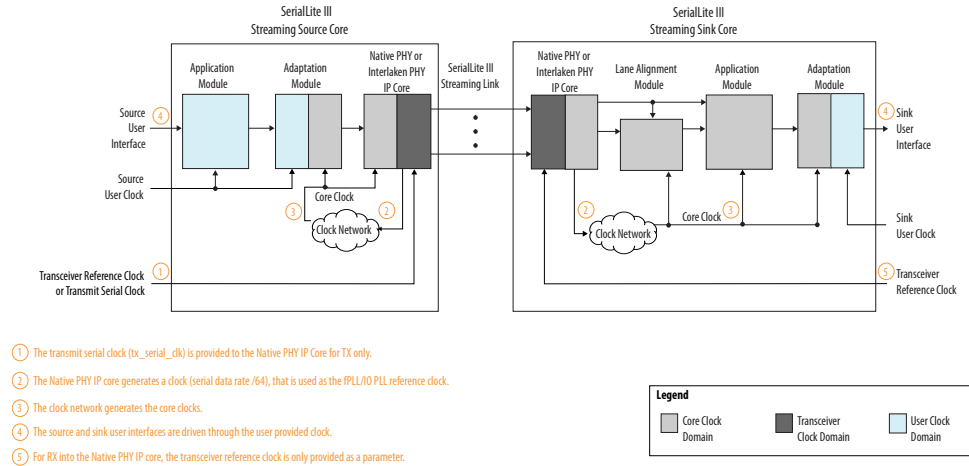 SerialLite III
Streaming Source Core
SerialLite III
Streaming Sink Core
Application
Module
Adaptation
Module
Native PHY or
Interlaken PHY
IP Core
SerialLite III
Streaming Link
Native PHY or
Interlaken PHY
IP Core
Lane Alignment
Module
Application
Module
Adaptation
Module
Source
User
Interface
4
4
Sink
User
Interface
Source
User Clock
Core Clock
3
2
Clock Network
2
Clock Network
Core Clock
3
Sink
User Clock
Transceiver Reference Clock
or Transmit Serial Clock
1
5
Transceiver
Reference Clock
1 The transmit serial clock (tx_serial_clk) is provided to the Native PHY IP Core for TX only.
2 The Native PHY IP core generates a clock (serial data rate /64), that is used as the fPLL/IO PLL reference clock.
3 The clock network generates the core clocks.
4 The source and sink user interfaces are driven through the user provided clock.
5 For RX into the Native PHY IP core, the transceiver reference clock is only provided as a parameter.
Legend
Core Clock
Domain
Transceiver
Clock Domain
User Clock
Domain